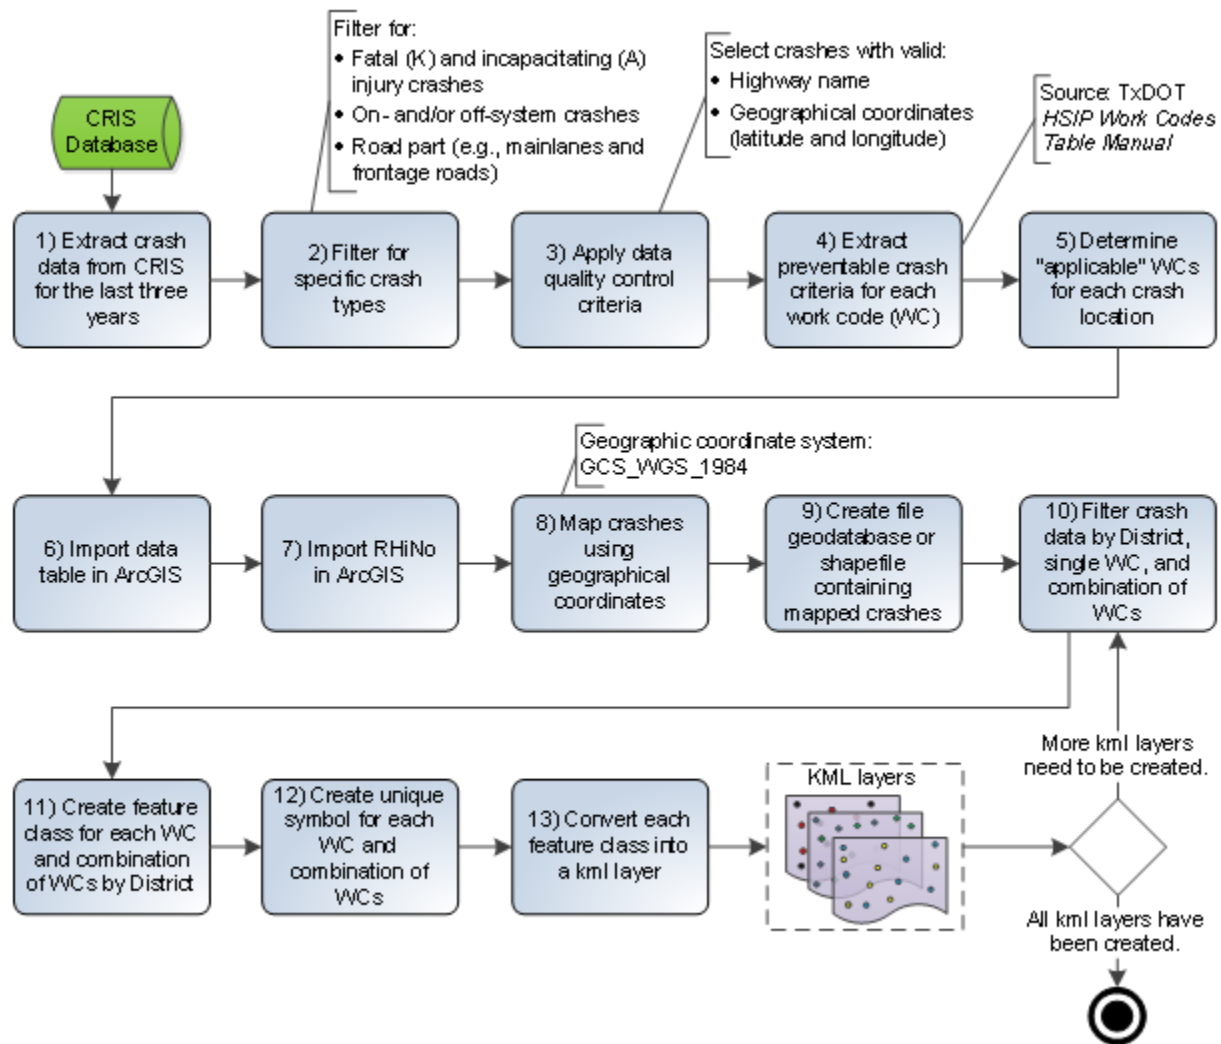 Filter for:
• Fatal (K) and incapacitating (A)
injury crashes
• On- and/or off-system crashes
• Road part (e.g., mainlanes and
frontage roads)
Select crashes with valid:
• Highway name
• Geographical coordinates
(latitude and longitude)
Source: TxDOT
HSIP Work Codes
Table Manual
CRIS
Database
1) Extract crash
data from CRIS
for the last three
years
2) Filter for
specific crash
types
3) Apply data
quality control
criteria
4) Extract
preventable crash
criteria for each
work code (WC)
5) Determine
"applicable" WCs
for each crash
location
Geographic coordinate system:
GCS_WGS_1984
6) Import data
table in ArcGIS
7) Import RHiNo
in ArcGIS
8) Map crashes
using
geographical
coordinates
9) Create file
geodatabase or
shapefile
containing
mapped crashes
10) Filter crash
data by District,
single WC, and
combination of
WCs
11) Create feature
class for each WC
and combination
of WCs by District
12) Create unique
symbol for each
WC and
combination of
WCs
13) Convert each
feature class into
a kml layer
KML layers
More kml layers
need to be created.
All kml layers have
been created.